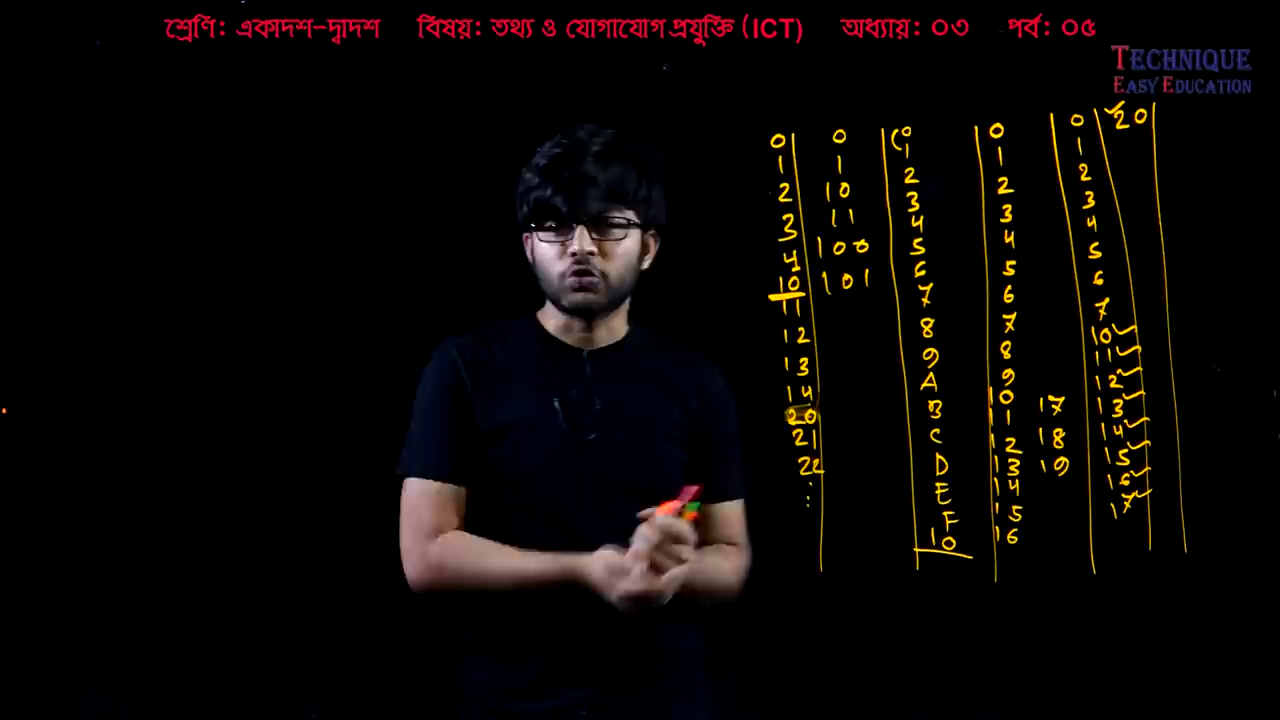 শ্রেণি: একাদশ-দ্বাদশ বিষয়: তথ্য ও যোগাযোগ প্রযুক্তি (ICT) অধ্যায়: ০৩ পর্ব: ০৫
TECHNIQUE
EASY EDUCATION
0 0 0 0 0 20
1 1 1 1 1
2 10 2 2 2
3 11 3 3 3
4 100 4 4 4
10 101 5 5 5
11 6 6 6
12 7 7 7
13 8 8 10
14 9 9 11
20 A 10 17 12
21 B 11 18 13
22 C 12 19 14
D 13 15
E 14 16
F 15 17
10 16